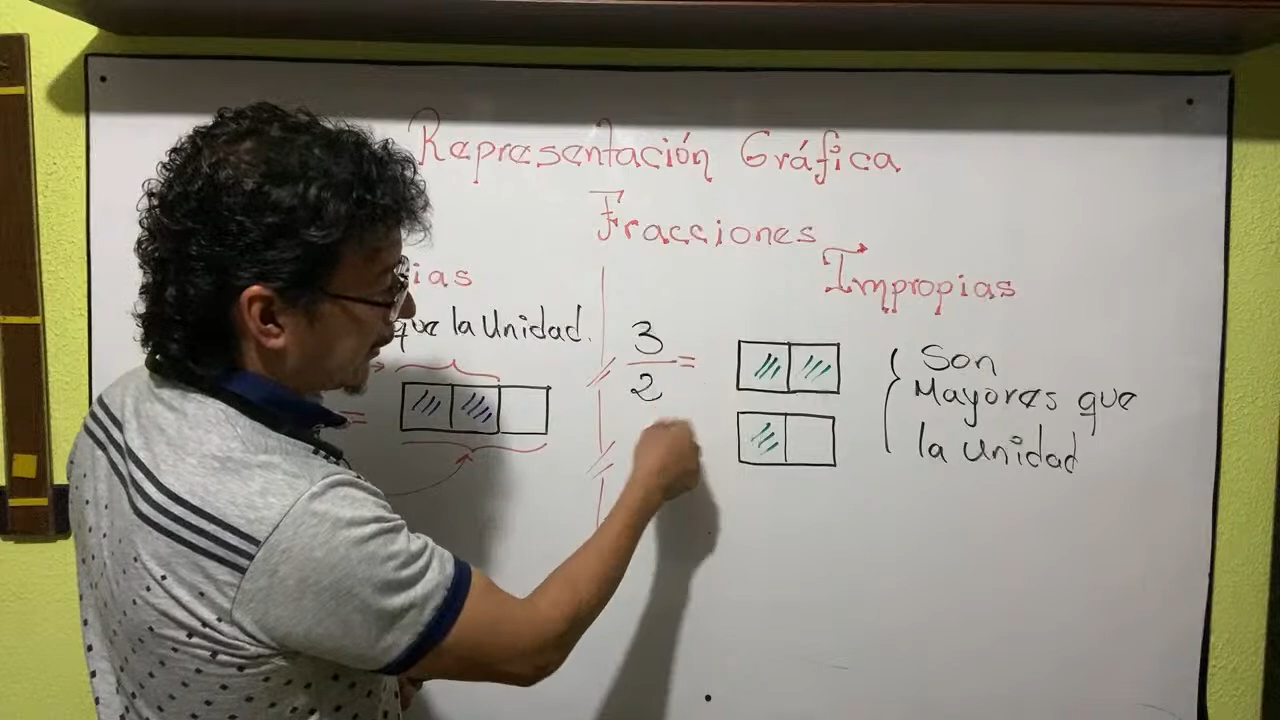 Representación Gráfica
Fracciones
ias
que la Unidad.
=
Impropias
3
2
=
Son
Mayores que
la Unidad